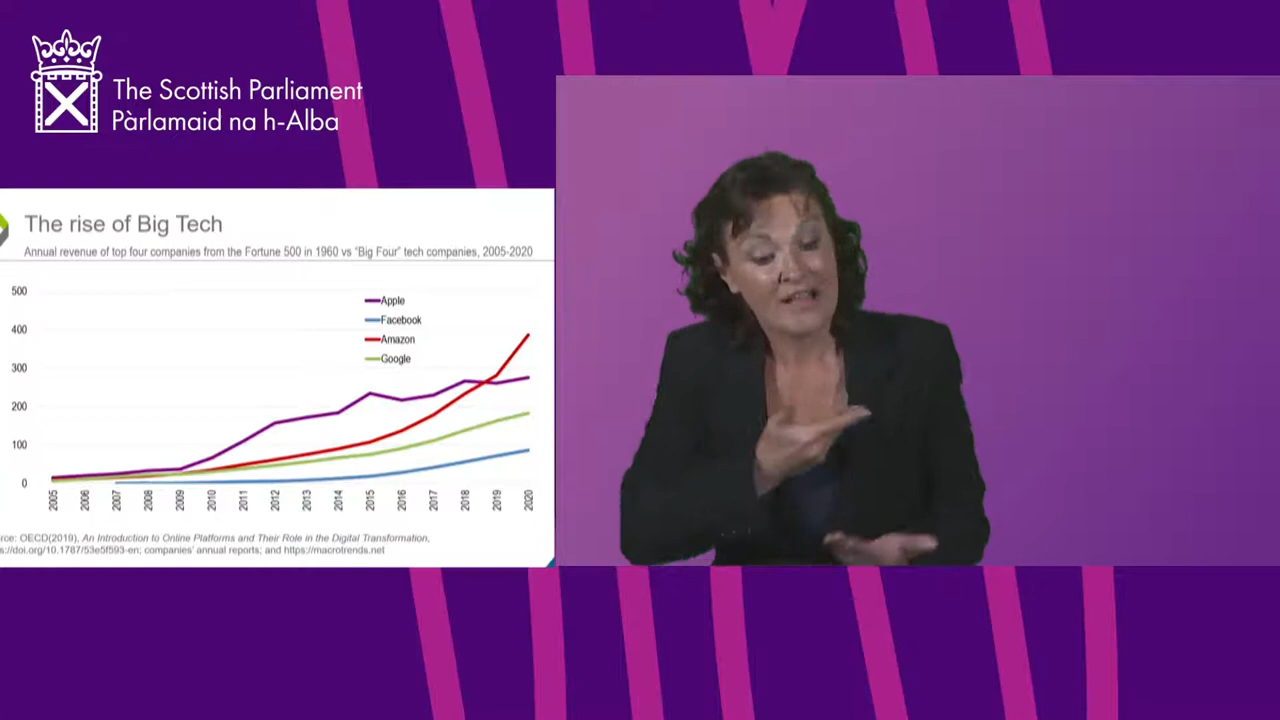 The Scottish Parliament
Pàrlamaid na h-Alba
The rise of Big Tech
Annual revenue of top four companies from the Fortune 500 in 1960 vs "Big Four" tech companies, 2005-2020
500
400
300
200
100
0
Apple
Facebook
Amazon
Google
2005 2006 2007 2008 2009 2010 2011 2012 2013 2014 2015 2016 2017 2018 2019 2020
rce: OECD(2019), An Introduction to Online Platforms and Their Role in the Digital Transformation,
s://doi.org/10.1787/53e5f593-en; companies' annual reports; and https://macrotrends.net